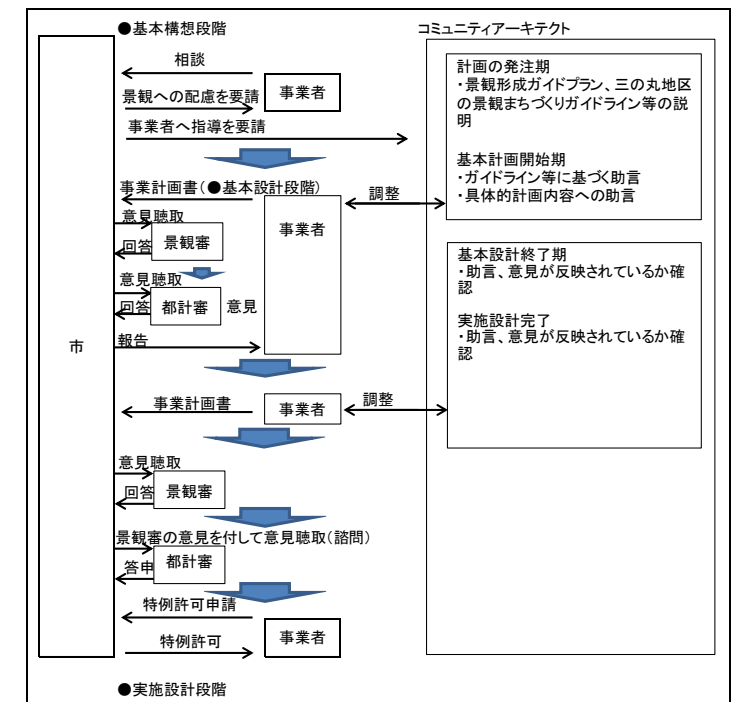 ●基本構想段階
コミュニティアーキテクト
相談
事業者
景観への配慮を要請
事業者へ指導を要請
計画の発注期
・景観形成ガイドプラン、三の丸地区
の景観まちづくりガイドライン等の説
明
基本計画開始期
・ガイドライン等に基づく助言
・具体的計画内容への助言
事業計画書(●基本設計段階)
調整
事業者
意見聴取
景観審
回答
意見聴取
回答
都計審
意見
報告
市
基本設計終了期
・助言、意見が反映されているか確
認
実施設計完了
・助言、意見が反映されているか確
認
事業計画書
事業者
調整
意見聴取
回答
景観審
景観審の意見を付して意見聴取(諮問)
都計審
答申
特例許可申請
事業者
特例許可
●実施設計段階